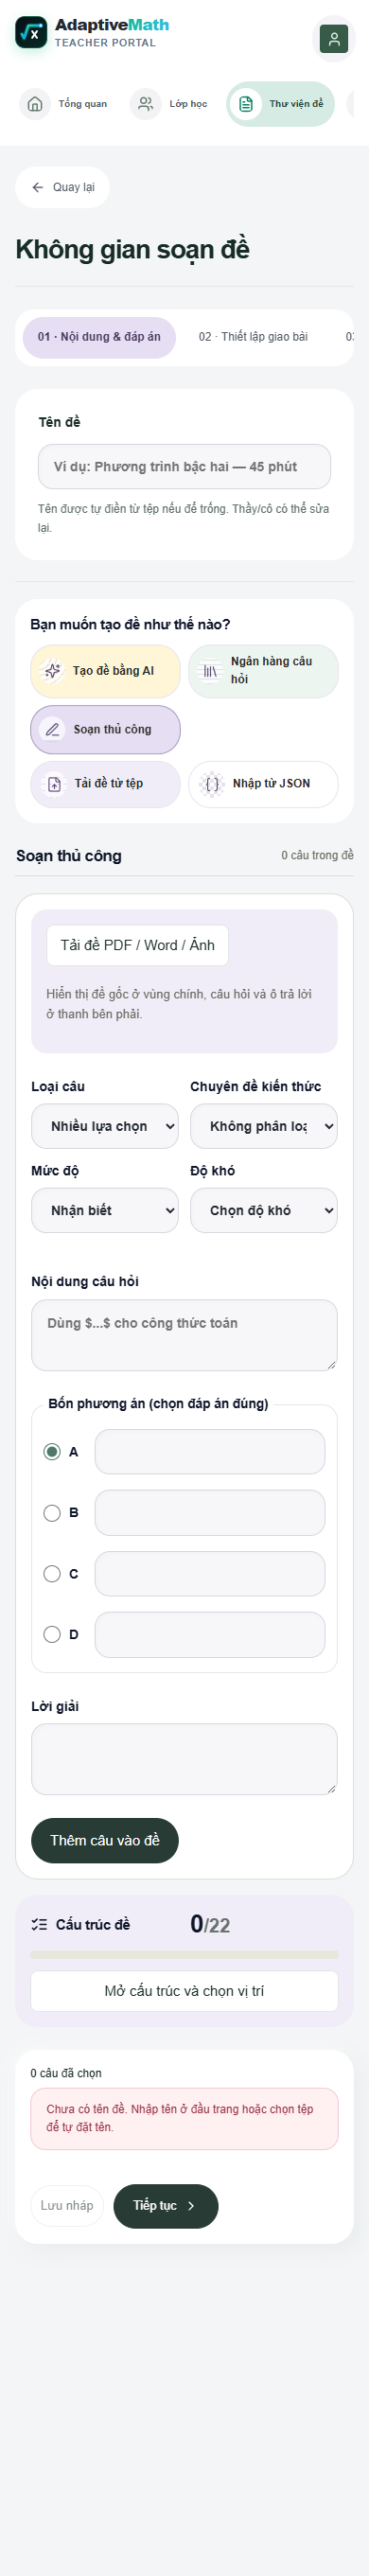 AdaptiveMath
TEACHER PORTAL
Tổng quan
Lớp học
Thư viện đề
Quay lại
Không gian soạn đề
01 · Nội dung & đáp án
02 · Thiết lập giao bài
03
Tên đề
Ví dụ: Phương trình bậc hai — 45 phút
Tên được tự điền từ tệp nếu để trống. Thầy/cô có thể sửa
lại.
Bạn muốn tạo đề như thế nào?
Tạo đề bằng AI
Ngân hàng câu
hỏi
Soạn thủ công
Tải đề từ tệp
Nhập từ JSON
Soạn thủ công
0 câu trong đề
Tải đề PDF / Word / Ảnh
Hiển thị đề gốc ở vùng chính, câu hỏi và ô trả lời
ở thanh bên phải.
Loại câu
Chuyên đề kiến thức
Nhiều lựa chọn
Không phân loạ
Mức độ
Độ khó
Nhận biết
Chọn độ khó
Nội dung câu hỏi
Dùng $...$ cho công thức toán
Bốn phương án (chọn đáp án đúng)
A
B
C
D
Lời giải
Thêm câu vào đề
Cấu trúc đề
0/22
Mở cấu trúc và chọn vị trí
0 câu đã chọn
Chưa có tên đề. Nhập tên ở đầu trang hoặc chọn tệp
để tự đặt tên.
Lưu nháp
Tiếp tục